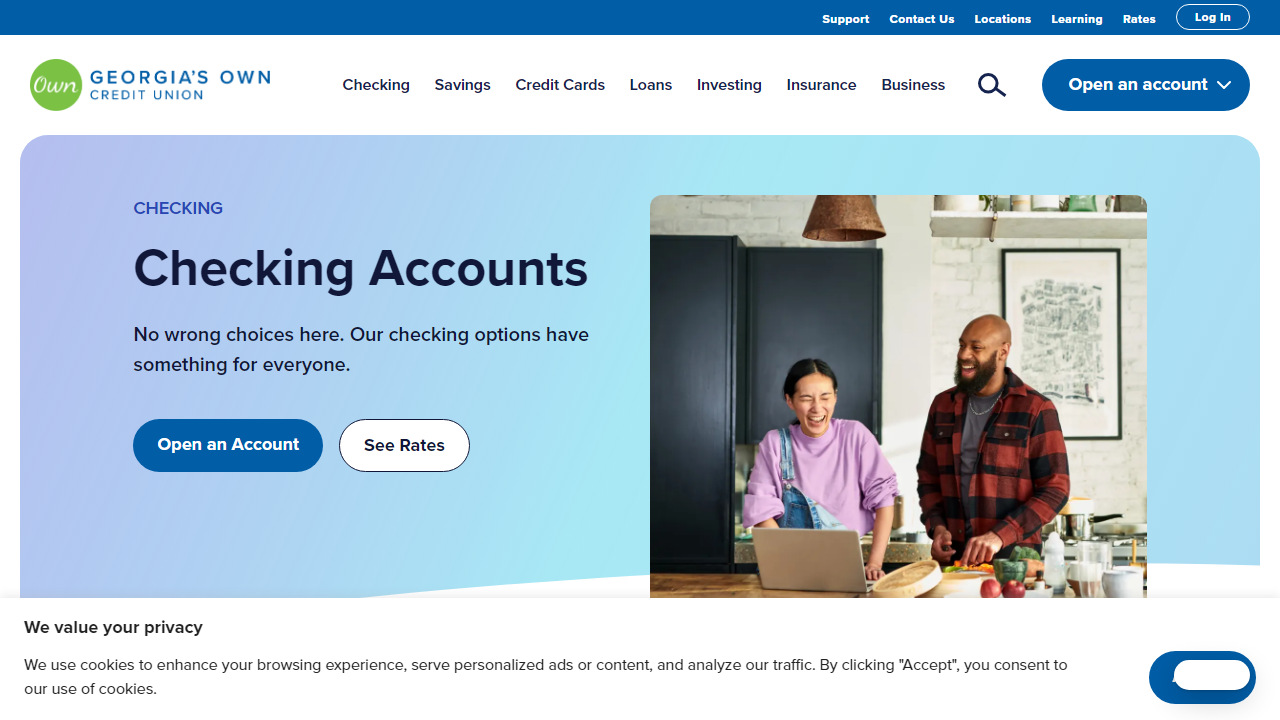 Support Contact Us Locations Learning Rates Log In
Own GEORGIA'S OWN
CREDIT UNION
Checking Savings Credit Cards Loans Investing Insurance Business Open an account
CHECKING
Checking Accounts
No wrong choices here. Our checking options have
something for everyone.
Open an Account See Rates
We value your privacy
We use cookies to enhance your browsing experience, serve personalized ads or content, and analyze our traffic. By clicking "Accept", you consent to
our use of cookies.